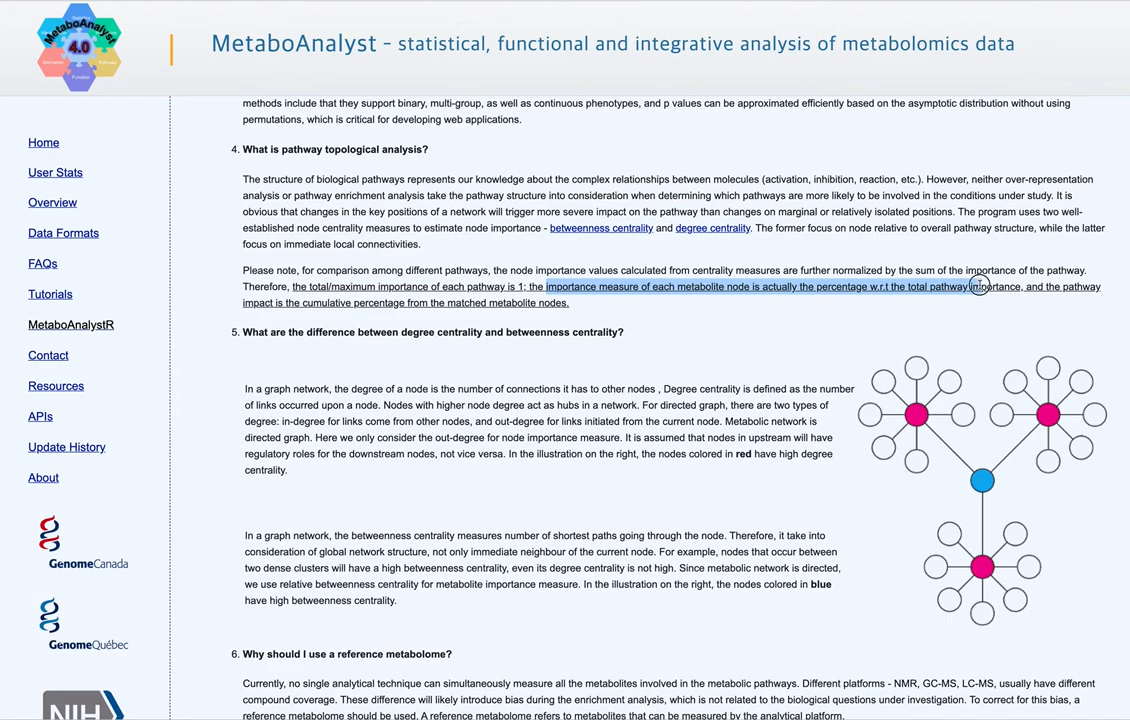 MetaboAnalyst
4.0
Biomarker
Pathway
Function
MetaboAnalyst - statistical, functional and integrative analysis of metabolomics data
Home
User Stats
Overview
Data Formats
FAQs
Tutorials
MetaboAnalystR
Contact
Resources
APIs
Update History
About
GenomeCanada
GenomeQuébec
NIH
methods include that they support binary, multi-group, as well as continuous phenotypes, and p values can be approximated efficiently based on the asymptotic distribution without using
permutations, which is critical for developing web applications.
4. What is pathway topological analysis?
The structure of biological pathways represents our knowledge about the complex relationships between molecules (activation, inhibition, reaction, etc.). However, neither over-representation
analysis or pathway enrichment analysis take the pathway structure into consideration when determining which pathways are more likely to be involved in the conditions under study. It is
obvious that changes in the key positions of a network will trigger more severe impact on the pathway than changes on marginal or relatively isolated positions. The program uses two well-
established node centrality measures to estimate node importance - betweenness centrality and degree centrality. The former focus on node relative to overall pathway structure, while the latter
focus on immediate local connectivities.
Please note, for comparison among different pathways, the node importance values calculated from centrality measures are further normalized by the sum of the importance of the pathway.
Therefore, the total/maximum importance of each pathway is 1; the importance measure of each metabolite node is actually the percentage w.r.t the total pathway importance, and the pathway
impact is the cumulative percentage from the matched metabolite nodes.
5. What are the difference between degree centrality and betweenness centrality?
In a graph network, the degree of a node is the number of connections it has to other nodes , Degree centrality is defined as the number
of links occurred upon a node. Nodes with higher node degree act as hubs in a network. For directed graph, there are two types of
degree: in-degree for links come from other nodes, and out-degree for links initiated from the current node. Metabolic network is
directed graph. Here we only consider the out-degree for node importance measure. It is assumed that nodes in upstream will have
regulatory roles for the downstream nodes, not vice versa. In the illustration on the right, the nodes colored in red have high degree
centrality.
In a graph network, the betweenness centrality measures number of shortest paths going through the node. Therefore, it take into
consideration of global network structure, not only immediate neighbour of the current node. For example, nodes that occur between
two dense clusters will have a high betweenness centrality, even its degree centrality is not high. Since metabolic network is directed,
we use relative betweenness centrality for metabolite importance measure. In the illustration on the right, the nodes colored in blue
have high betweenness centrality.
6. Why should I use a reference metabolome?
Currently, no single analytical technique can simultaneously measure all the metabolites involved in the metabolic pathways. Different platforms - NMR, GC-MS, LC-MS, usually have different
compound coverage. These difference will likely introduce bias during the enrichment analysis, which is not related to the biological questions under investigation. To correct for this bias, a
reference metabolome should be used. A reference metabolome refers to metabolites that can be measured by the analytical platform.